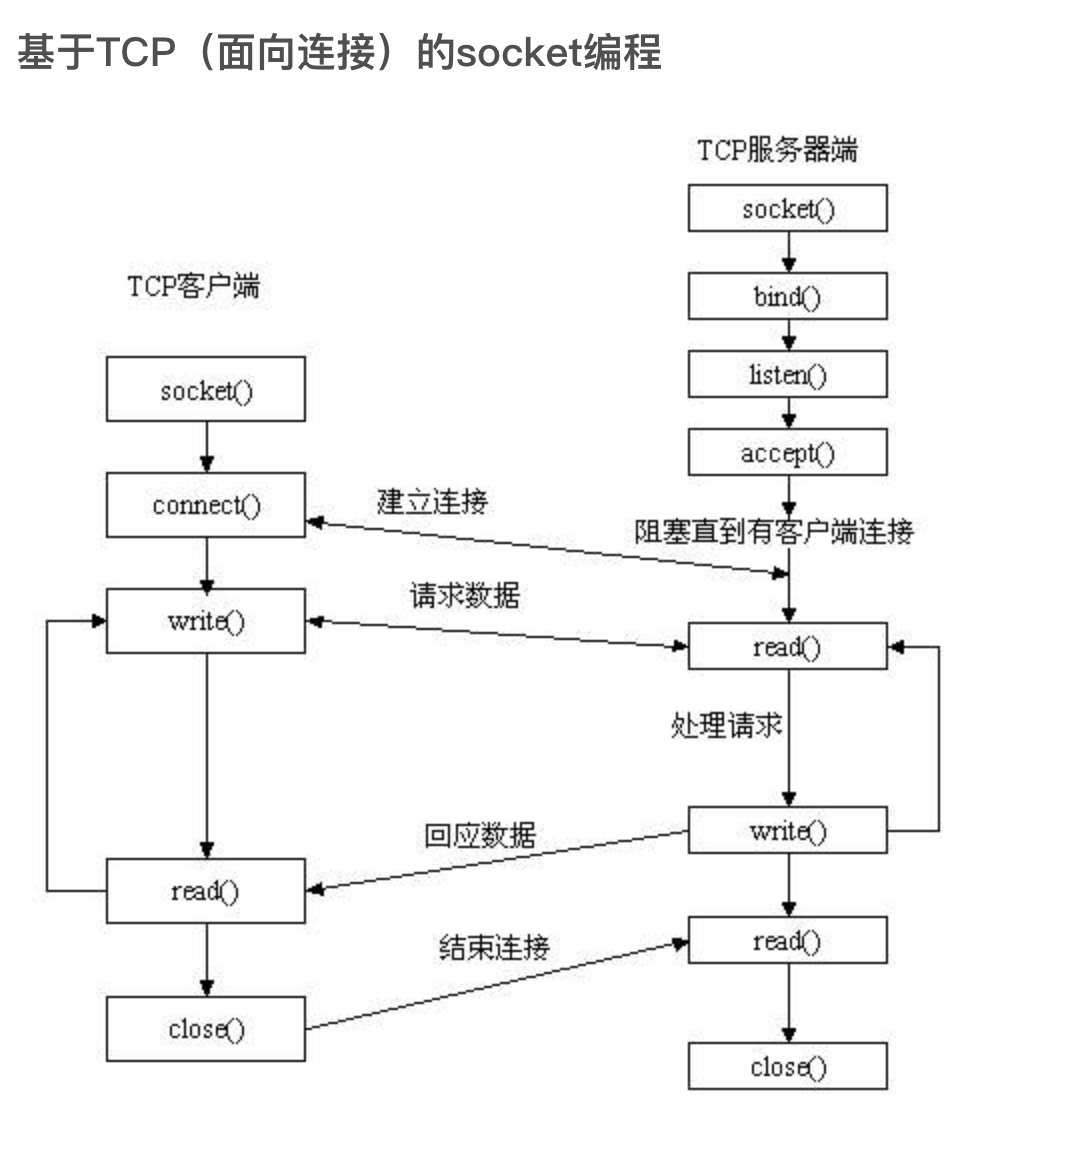 基于TCP（面向连接）的socket编程
TCP服务器端
socket()
bind()
listen()
accept()
阻塞直到有客户端连接
read()
处理请求
write()
read()
close()
TCP客户端
socket()
connect()
write()
read()
close()
建立连接
请求数据
回应数据
结束连接